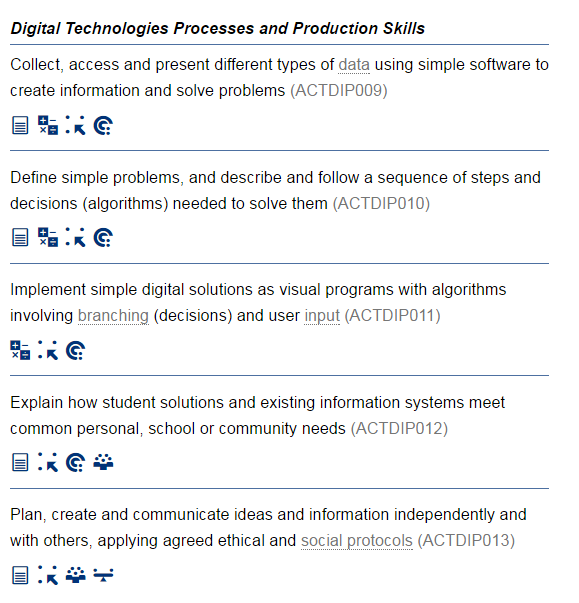 Digital Technologies Processes and Production Skills
Collect, access and present different types of data using simple software to
create information and solve problems (ACTDIP009)
Define simple problems, and describe and follow a sequence of steps and
decisions (algorithms) needed to solve them (ACTDIP010)
Implement simple digital solutions as visual programs with algorithms
involving branching (decisions) and user input (ACTDIP011)
Explain how student solutions and existing information systems meet
common personal, school or community needs (ACTDIP012)
Plan, create and communicate ideas and information independently and
with others, applying agreed ethical and social protocols (ACTDIP013)